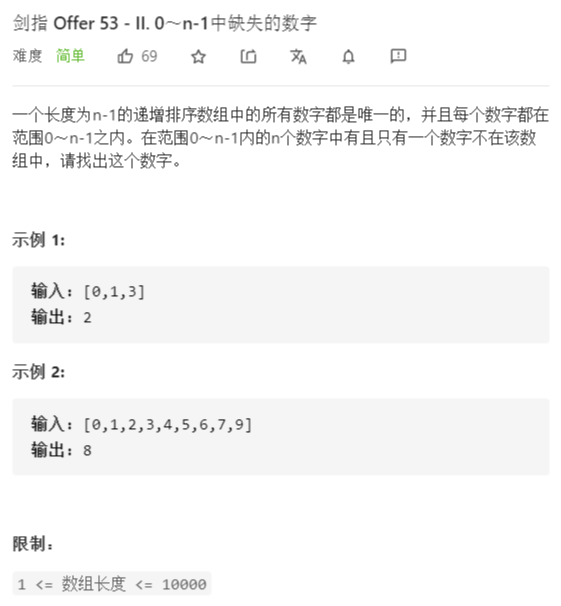 剑指 Offer 53 - II. 0～n-1中缺失的数字
难度 简单 69
一个长度为n-1的递增排序数组中的所有数字都是唯一的，并且每个数字都在
范围0～n-1之内。在范围0～n-1内的n个数字中有且只有一个数字不在该数
组中，请找出这个数字。
示例 1:
输入: [0,1,3]
输出: 2
示例 2:
输入: [0,1,2,3,4,5,6,7,9]
输出: 8
限制：
1 <= 数组长度 <= 10000